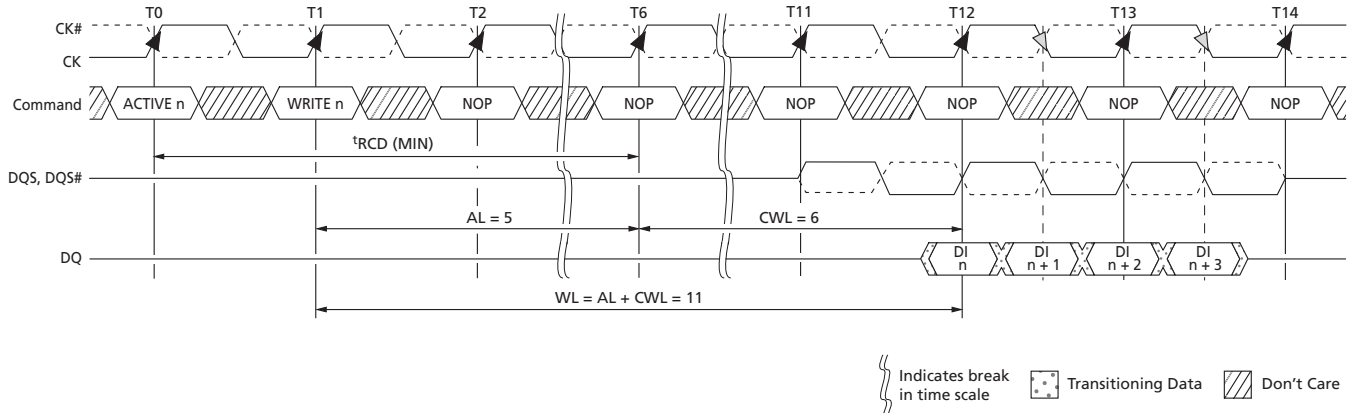 T0 T1 T2 T6 T11 T12 T13 T14
CK#
CK
Command ACTIVE n WRITE n NOP NOP NOP NOP NOP NOP
tRCD (MIN)
DQS, DQS#
AL = 5 CWL = 6
DQ DI n DI n + 1 DI n + 2 DI n + 3
WL = AL + CWL = 11
Indicates break
in time scale
Transitioning Data
Don't Care